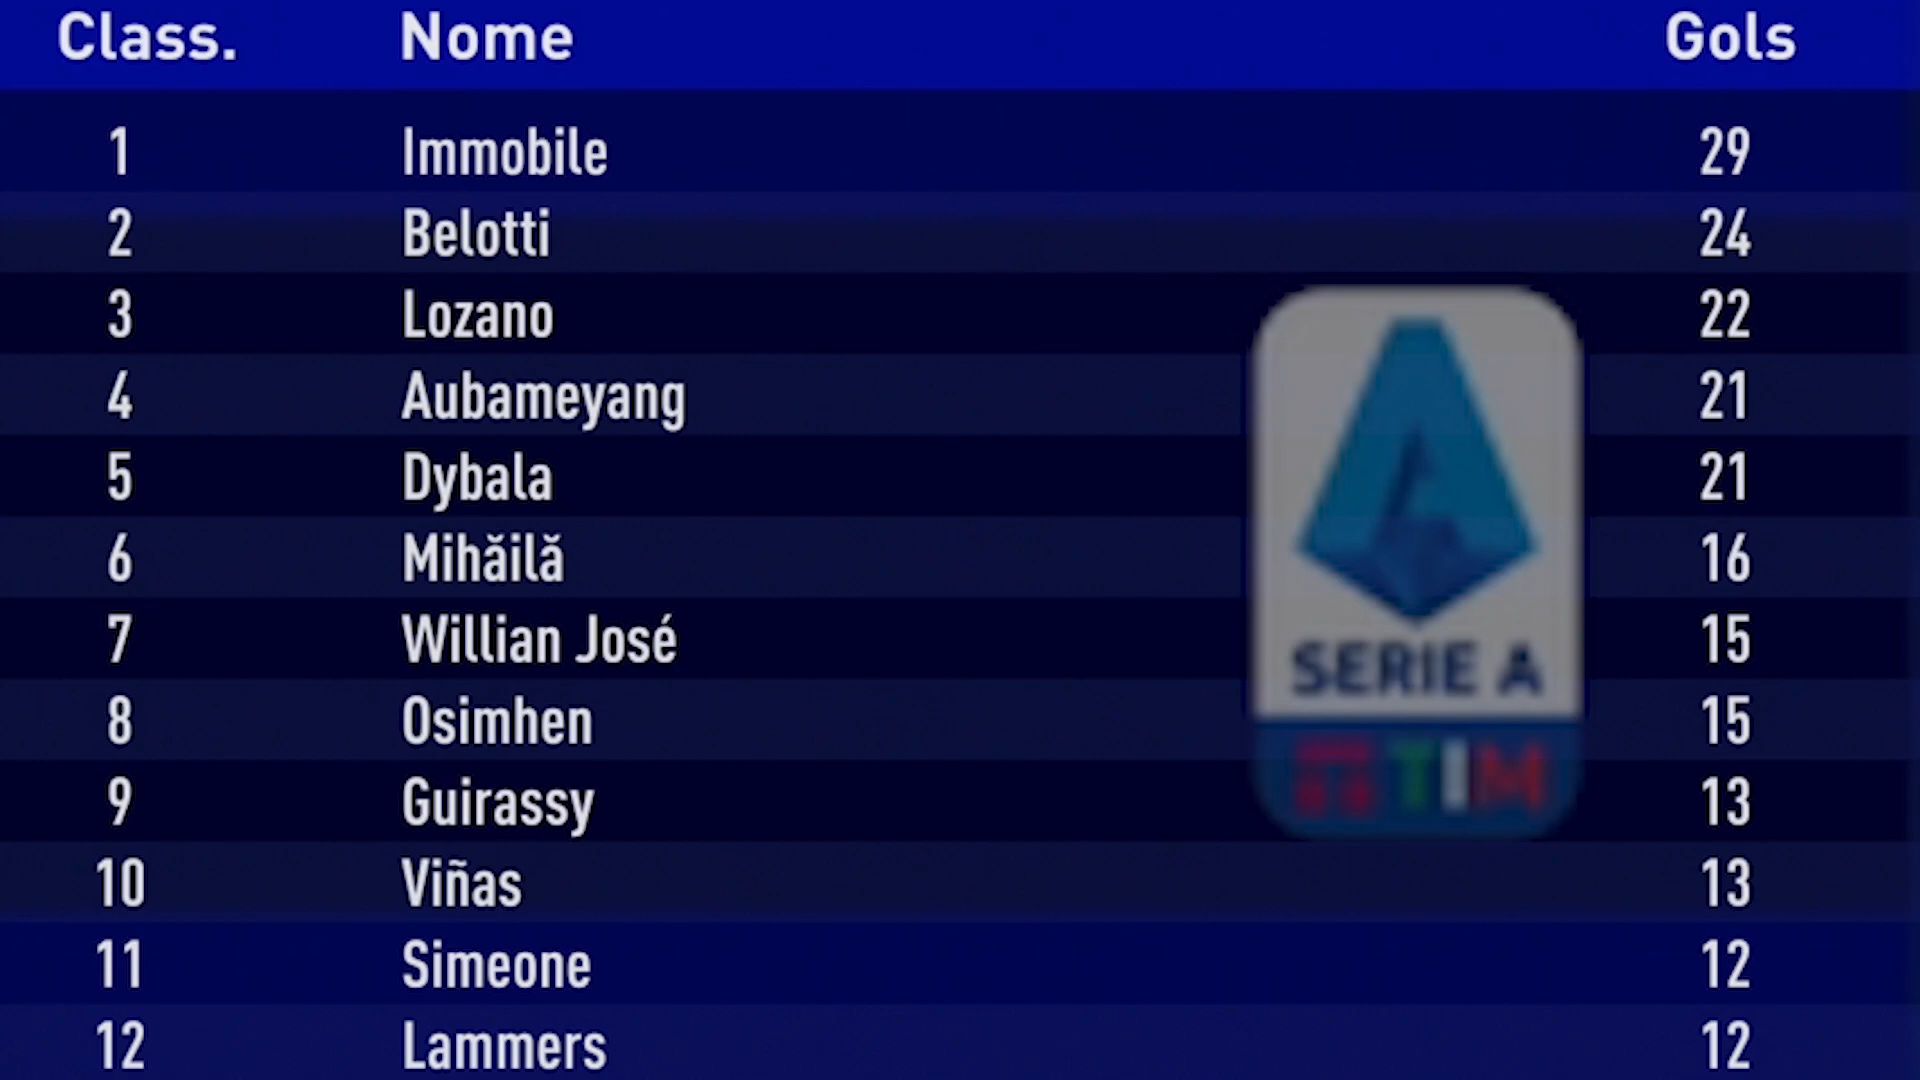 Class. Nome Gols
1 Immobile 29
2 Belotti 24
3 Lozano 22
4 Aubameyang 21
5 Dybala 21
6 Mihăilă 16
7 Willian José 15
SERIE A
8 Osimhen 15
TIM
9 Guirassy 13
10 Viñas 13
11 Simeone 12
12 Lammers 12